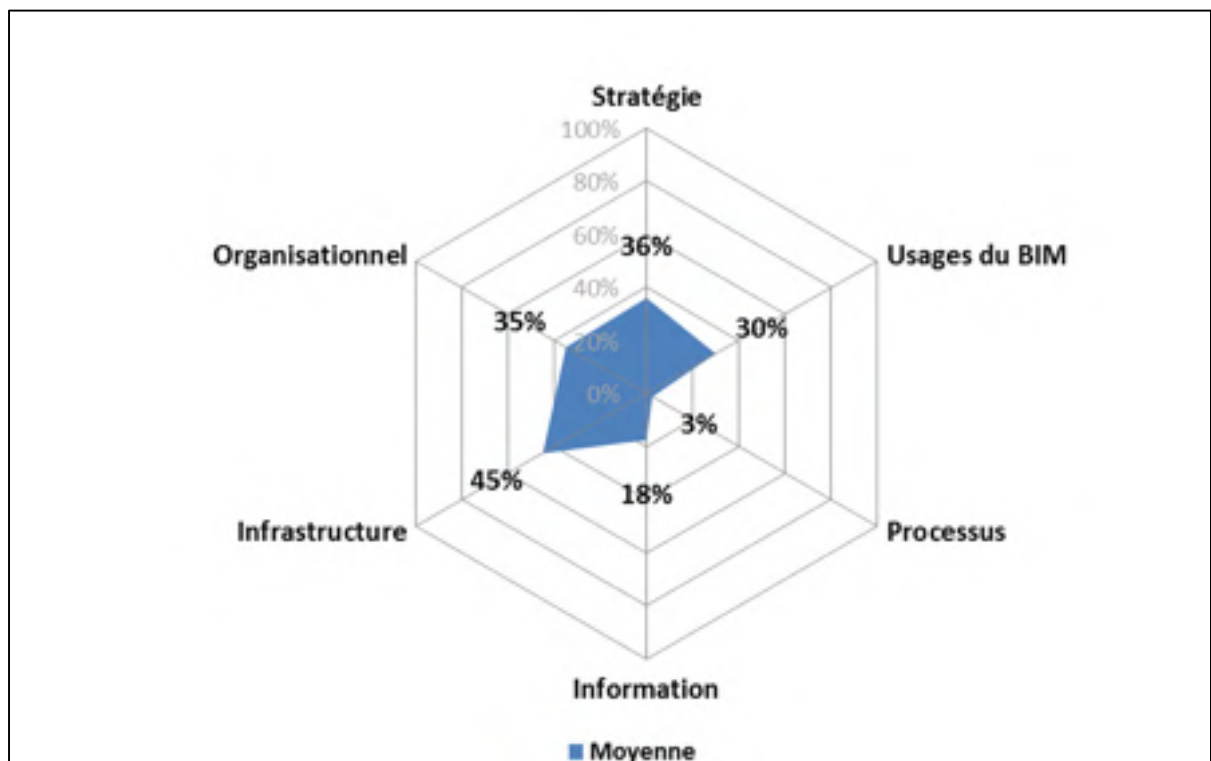 Stratégie
100%
80%
60%
36%
Organisationnel
Usages du BIM
40%
35%
30%
20%
0%
3%
45%
18%
Infrastructure
Processus
Information
Moyenne